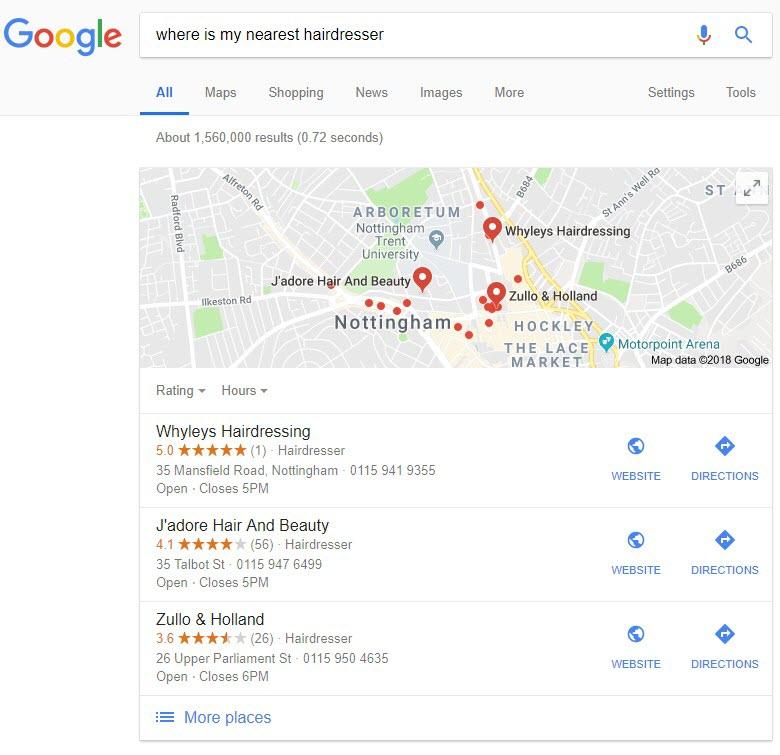 Google
where is my nearest hairdresser
All Maps Shopping News Images More Settings Tools
About 1,560,000 results (0.72 seconds)
Alfreton Rd
Radford Blvd
B684
St Ann's Well Rd
ST
ARBORETUM
Nottingham
Trent
University
Whyleys Hairdressing
B686
J'adore Hair And Beauty
Ilkeston Rd
Zullo & Holland
Nottingham
HOCKLEY
THE LACE
MARKET
Motorpoint Arena
Map data ©2018 Google
Rating Hours
Whyleys Hairdressing
5.0 (1) · Hairdresser
35 Mansfield Road, Nottingham · 0115 941 9355
Open · Closes 5PM
WEBSITE DIRECTIONS
J'adore Hair And Beauty
4.1 (56) · Hairdresser
35 Talbot St · 0115 947 6499
Open · Closes 5PM
WEBSITE DIRECTIONS
Zullo & Holland
3.6 (26) · Hairdresser
26 Upper Parliament St · 0115 950 4635
Open · Closes 6PM
WEBSITE DIRECTIONS
More places